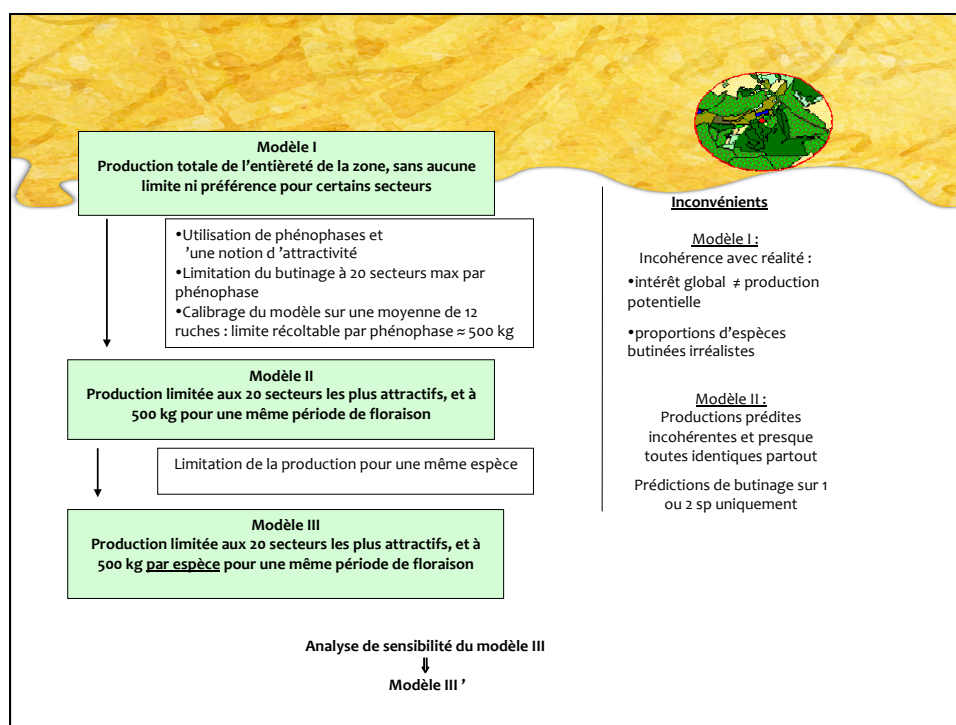 Modèle I
Production totale de l'entièreté de la zone, sans aucune
limite ni préférence pour certains secteurs
•Utilisation de phénophases et
'une notion d 'attractivité
•Limitation du butinage à 20 secteurs max par
phénophase
•Calibrage du modèle sur une moyenne de 12
ruches : limite récoltable par phénophase ≈ 500 kg
Modèle II
Production limitée aux 20 secteurs les plus attractifs, et à
500 kg pour une même période de floraison
Limitation de la production pour une même espèce
Modèle III
Production limitée aux 20 secteurs les plus attractifs, et à
500 kg par espèce pour une même période de floraison
Analyse de sensibilité du modèle III
⇓
Modèle III '
Inconvénients
Modèle I :
Incohérence avec réalité :
•intérêt global ≠ production
potentielle
•proportions d'espèces
butinées irréalistes
Modèle II :
Productions prédites
incohérentes et presque
toutes identiques partout
Prédictions de butinage sur 1
ou 2 sp uniquement